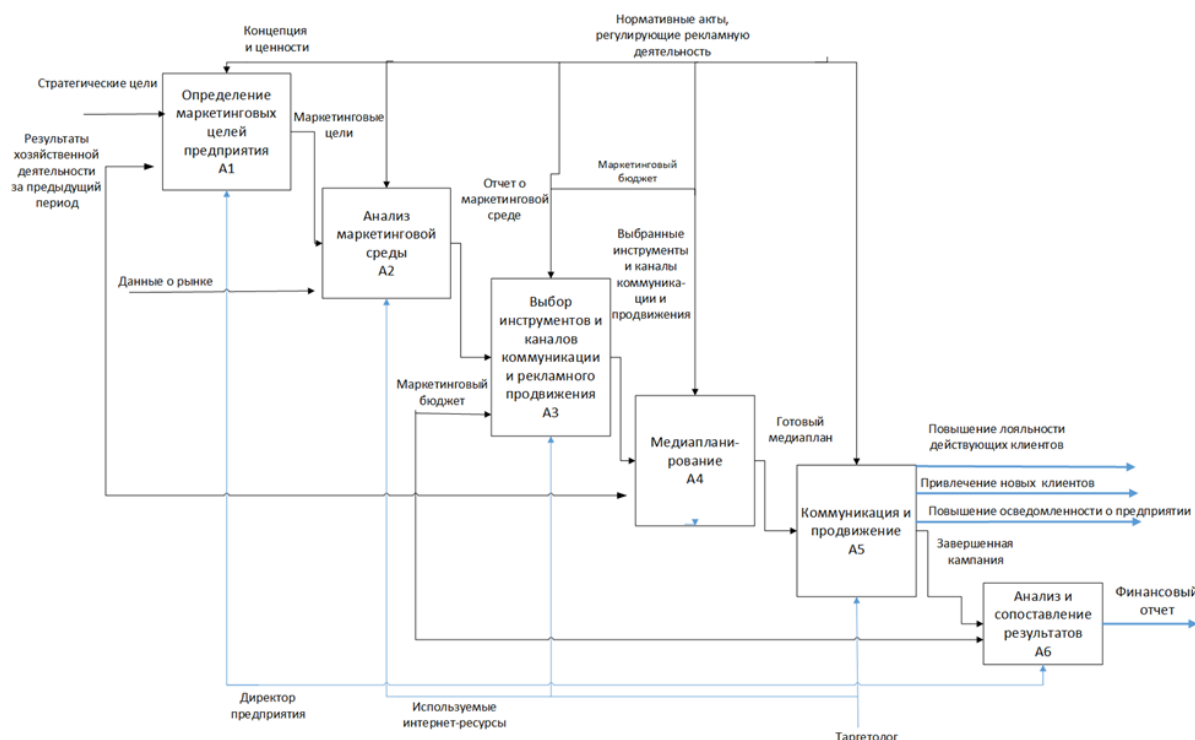 Концепция
и ценности
Нормативные акты,
регулирующие рекламную
деятельность
Стратегические цели
Определение
маркетинговых
целей
предприятия
А1
Маркетинговые
цели
Результаты
хозяйственной
деятельности
за предыдущий
период
Анализ
маркетинговой
среды
А2
Отчет о
маркетинговой
среде
Маркетинговый
бюджет
Выбранные
инструменты
и каналы
коммуника-
ции и
продвижения
Данные о рынке
Выбор
инструментов и
каналов
коммуникации
и рекламного
продвижения
А3
Маркетинговый
бюджет
Медиаплани-
рование
А4
Готовый
медиаплан
Повышение лояльности
действующих клиентов
Привлечение новых клиентов
Повышение осведомленности о предприятии
Коммуникация и
продвижение
А5
Завершенная
кампания
Анализ и
сопоставление
результатов
А6
Финансовый
отчет
Директор
предприятия
Используемые
интернет-ресурсы
Таргетолог